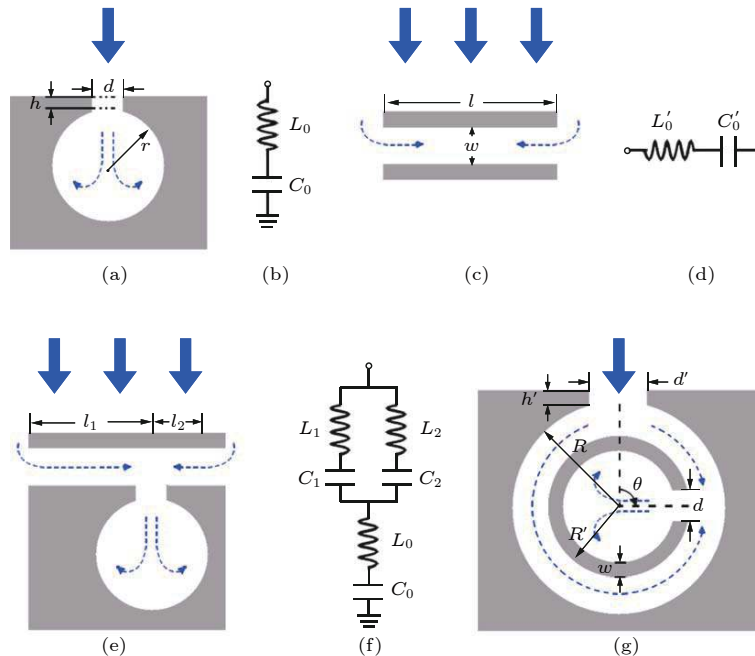 d
h
r
(a)
L₀
C₀
(b)
l
w
(c)
L₀′
C₀′
(d)
l₁
l₂
(e)
L₁
L₂
C₁
C₂
L₀
C₀
(f)
d′
h′
R
θ
d
R′
w
(g)